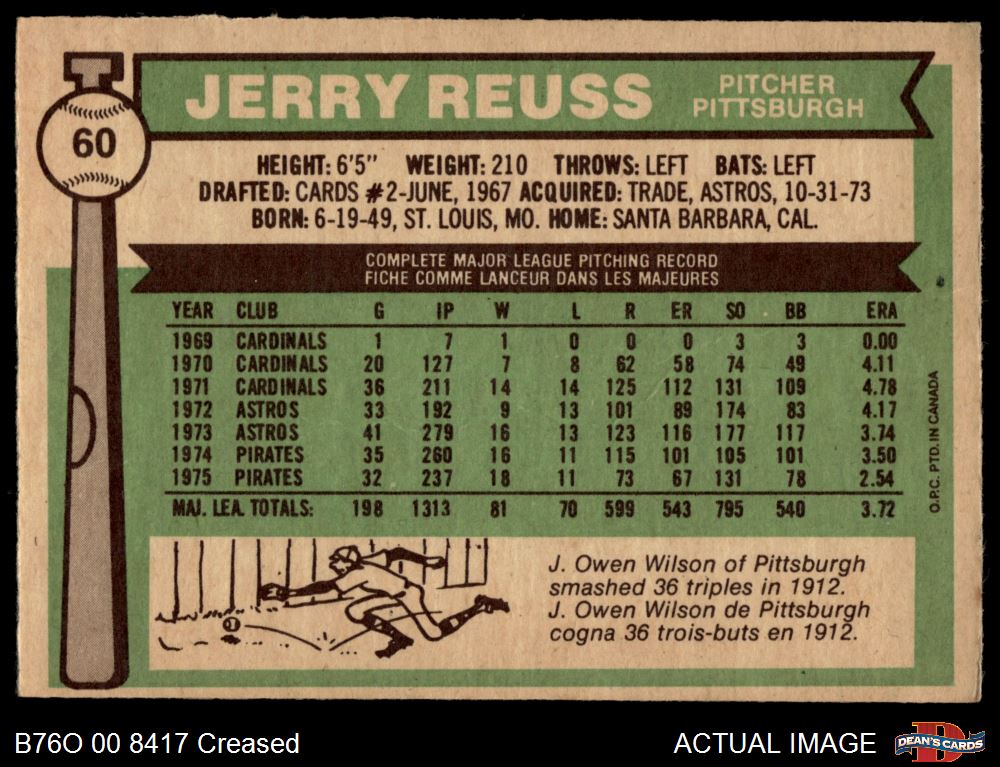 JERRY REUSS
PITCHER
PITTSBURGH
60
HEIGHT: 6'5" WEIGHT: 210 THROWS: LEFT BATS: LEFT
DRAFTED: CARDS #2-JUNE, 1967 ACQUIRED: TRADE, ASTROS, 10-31-73
BORN: 6-19-49, ST. LOUIS, MO. HOME: SANTA BARBARA, CAL.
COMPLETE MAJOR LEAGUE PITCHING RECORD
FICHE COMME LANCEUR DANS LES MAJEURES
YEAR CLUB G IP W L R ER SO BB ERA
1969 CARDINALS 1 7 1 0 0 0 3 3 0.00
1970 CARDINALS 20 127 7 8 62 58 74 49 4.11
1971 CARDINALS 36 211 14 14 125 112 131 109 4.78
1972 ASTROS 33 192 9 13 101 89 174 83 4.17
1973 ASTROS 41 279 16 13 123 116 177 117 3.74
1974 PIRATES 35 260 16 11 115 101 105 101 3.50
1975 PIRATES 32 237 18 11 73 67 131 78 2.54
MAJ. LEA. TOTALS: 198 1313 81 70 599 543 795 540 3.72
O.P.C. PTD. IN CANADA
J. Owen Wilson of Pittsburgh
smashed 36 triples in 1912.
J. Owen Wilson de Pittsburgh
cogna 36 trois-buts en 1912.
B76O 00 8417 Creased
ACTUAL IMAGE
D
DEAN'S CARDS